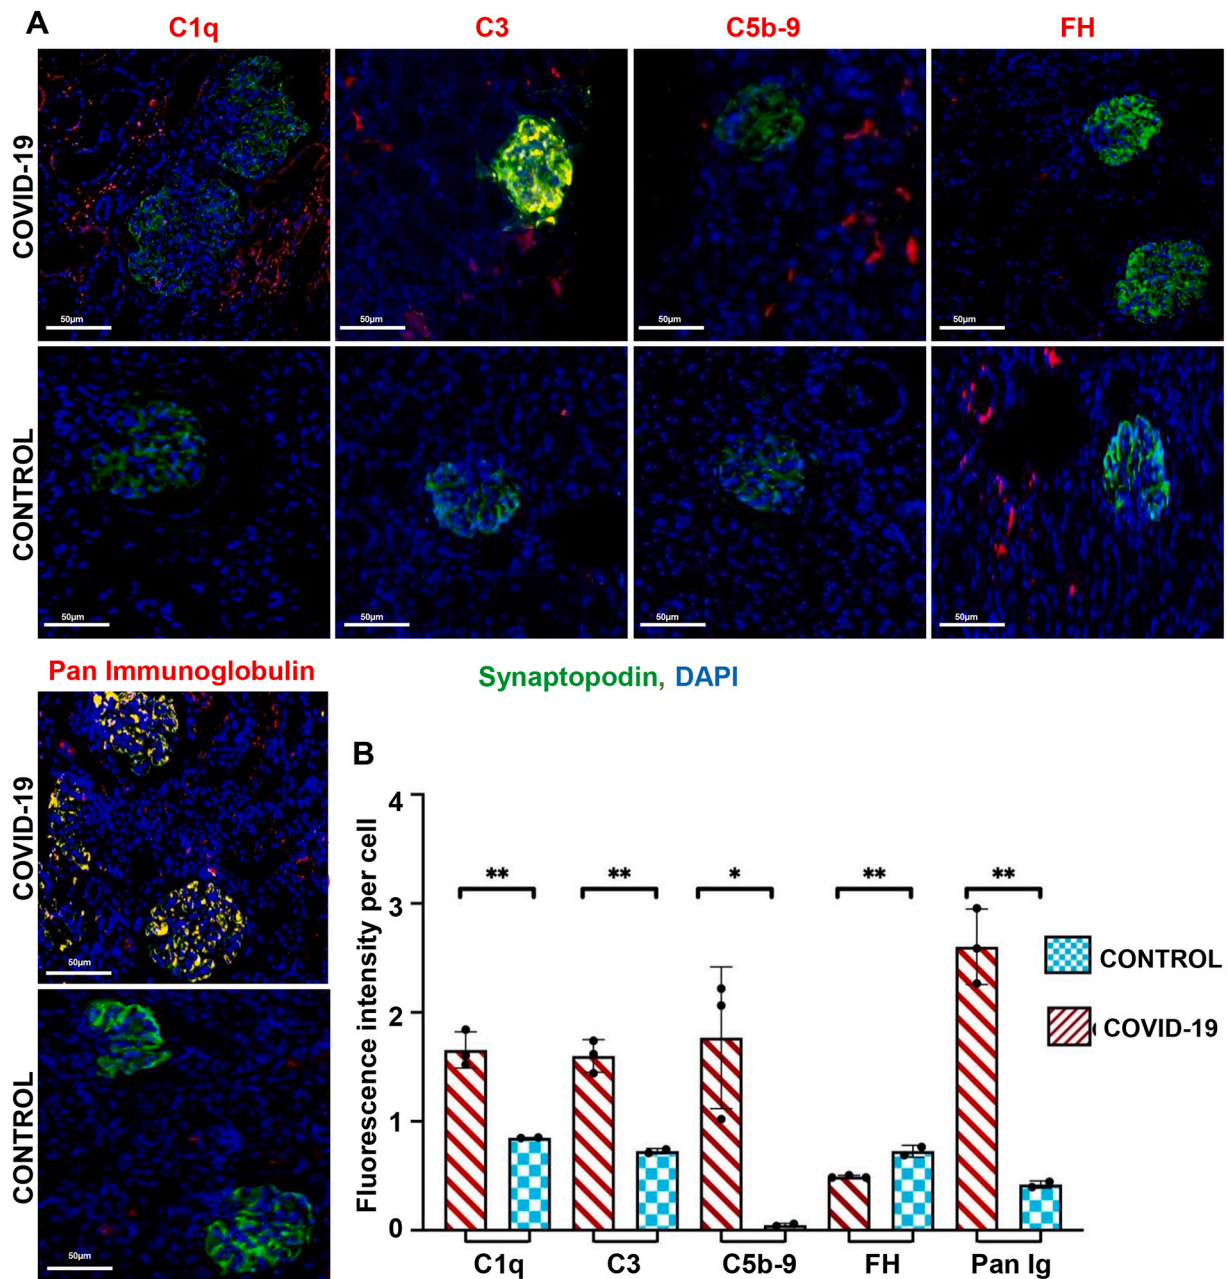 A
C1q C3 C5b-9 FH
COVID-19
50µm 50µm 50µm 50µm
CONTROL
50µm 50µm 50µm 50µm
Pan Immunoglobulin
Synaptopodin, DAPI
COVID-19
50µm
CONTROL
50µm
B
Fluorescence intensity per cell
4
3
2
1
0
** ** * ** **
CONTROL
COVID-19
C1q C3 C5b-9 FH Pan Ig